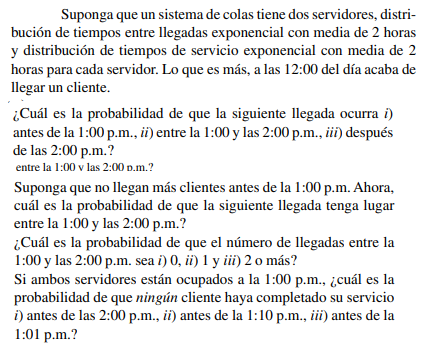 Suponga que un sistema de colas tiene dos servidores, distri-
bución de tiempos entre llegadas exponencial con media de 2 horas
y distribución de tiempos de servicio exponencial con media de 2
horas para cada servidor. Lo que es más, a las 12:00 del día acaba de
llegar un cliente.
¿Cuál es la probabilidad de que la siguiente llegada ocurra i)
antes de la 1:00 p.m., ii) entre la 1:00 y las 2:00 p.m., iii) después
de las 2:00 p.m.?
entre la 1:00 y las 2:00 p.m.?
Suponga que no llegan más clientes antes de la 1:00 p.m. Ahora,
cuál es la probabilidad de que la siguiente llegada tenga lugar
entre la 1:00 y las 2:00 p.m.?
¿Cuál es la probabilidad de que el número de llegadas entre la
1:00 y las 2:00 p.m. sea i) 0, ii) 1 y iii) 2 o más?
Si ambos servidores están ocupados a la 1:00 p.m., ¿cuál es la
probabilidad de que ningún cliente haya completado su servicio
i) antes de las 2:00 p.m., ii) antes de la 1:10 p.m., iii) antes de la
1:01 p.m.?